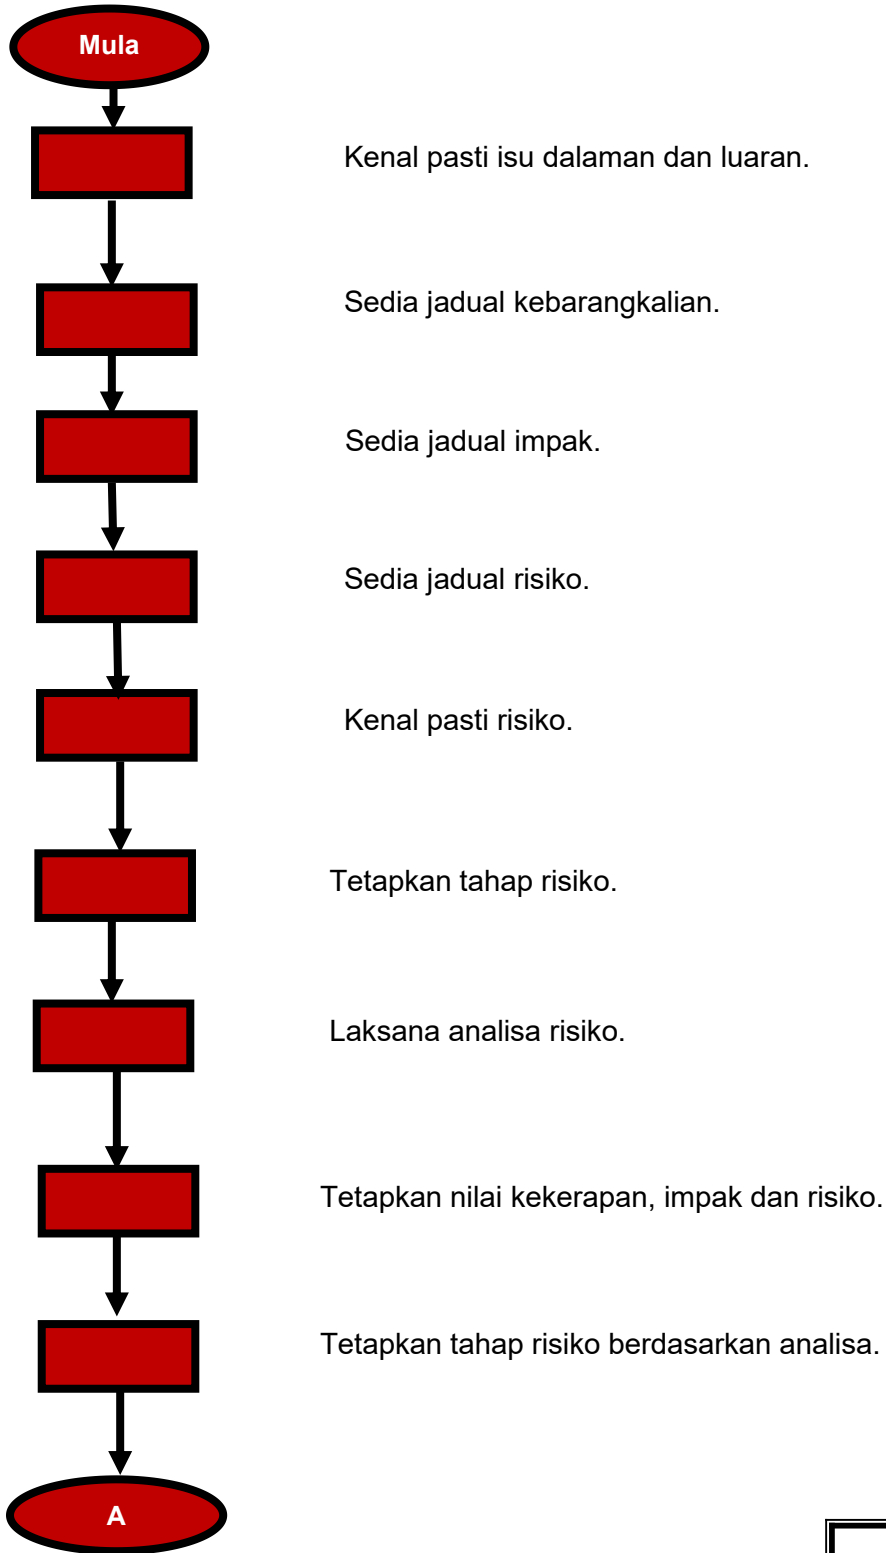 Mula
Kenal pasti isu dalaman dan luaran.
Sedia jadual kebarangkalian.
Sedia jadual impak.
Sedia jadual risiko.
Kenal pasti risiko.
Tetapkan tahap risiko.
Laksana analisa risiko.
Tetapkan nilai kekerapan, impak dan risiko.
Tetapkan tahap risiko berdasarkan analisa.
A